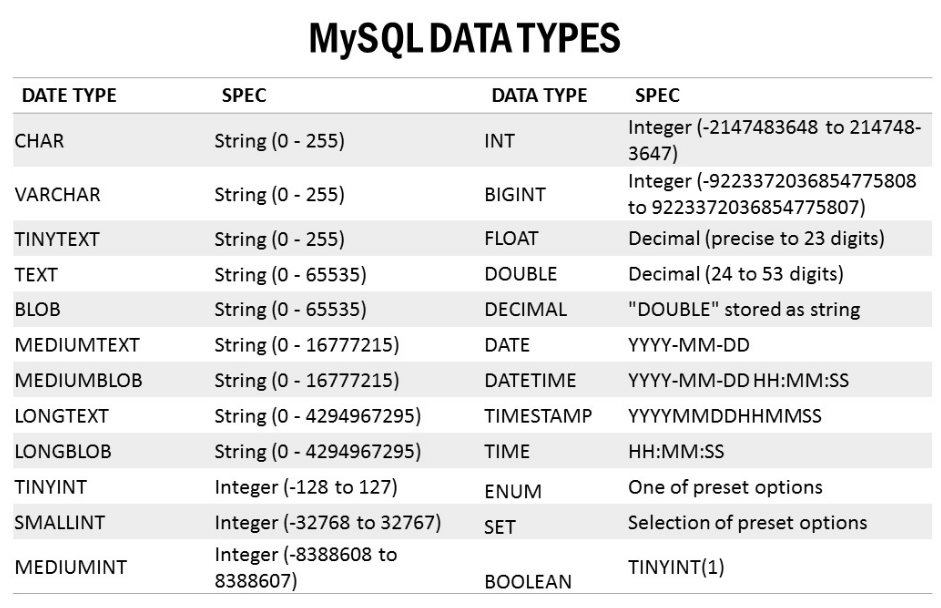 MySQL DATA TYPES
DATE TYPE SPEC DATA TYPE SPEC
CHAR String (0 - 255) INT Integer (-2147483648 to 214748-
3647)
VARCHAR String (0 - 255) BIGINT Integer (-9223372036854775808
to 9223372036854775807)
TINYTEXT String (0 - 255) FLOAT Decimal (precise to 23 digits)
TEXT String (0 - 65535) DOUBLE Decimal (24 to 53 digits)
BLOB String (0 - 65535) DECIMAL "DOUBLE" stored as string
MEDIUMTEXT String (0 - 16777215) DATE YYYY-MM-DD
MEDIUMBLOB String (0 - 16777215) DATETIME YYYY-MM-DD HH:MM:SS
LONGTEXT String (0 - 4294967295) TIMESTAMP YYYYMMDDHHMMSS
LONGBLOB String (0 - 4294967295) TIME HH:MM:SS
TINYINT Integer (-128 to 127) ENUM One of preset options
SMALLINT Integer (-32768 to 32767) SET Selection of preset options
MEDIUMINT Integer (-8388608 to
8388607) BOOLEAN TINYINT(1)